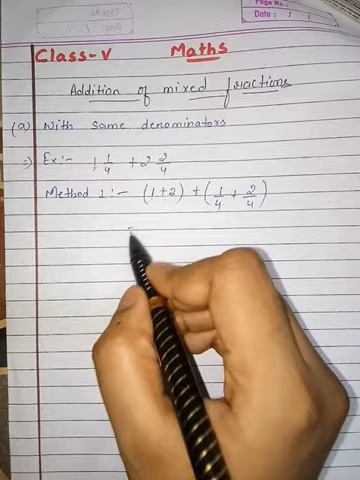 Page No.:
Date: / /
Class-V Maths
Addition of mixed fractions
(a) With same denominators
⇒ Ex:- 1 1/4 + 2 2/4
Method 1:- (1+2) + (1/4 + 2/4)
=